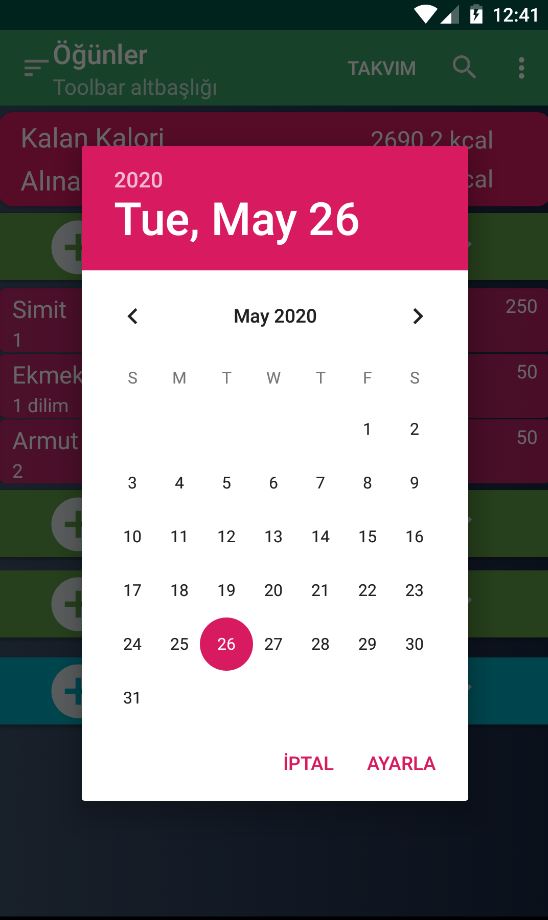 12:41
Öğünler
Toolbar altbaşlığı
TAKVIM
Kalan Kalori
2690.2 kcal
2020
Tue, May 26
May 2020
S M T W T F S
1 2
3 4 5 6 7 8 9
10 11 12 13 14 15 16
17 18 19 20 21 22 23
24 25 26 27 28 29 30
31
İPTAL AYARLA
Simit
1
250
Ekmek
1 dilim
50
Armut
2
50